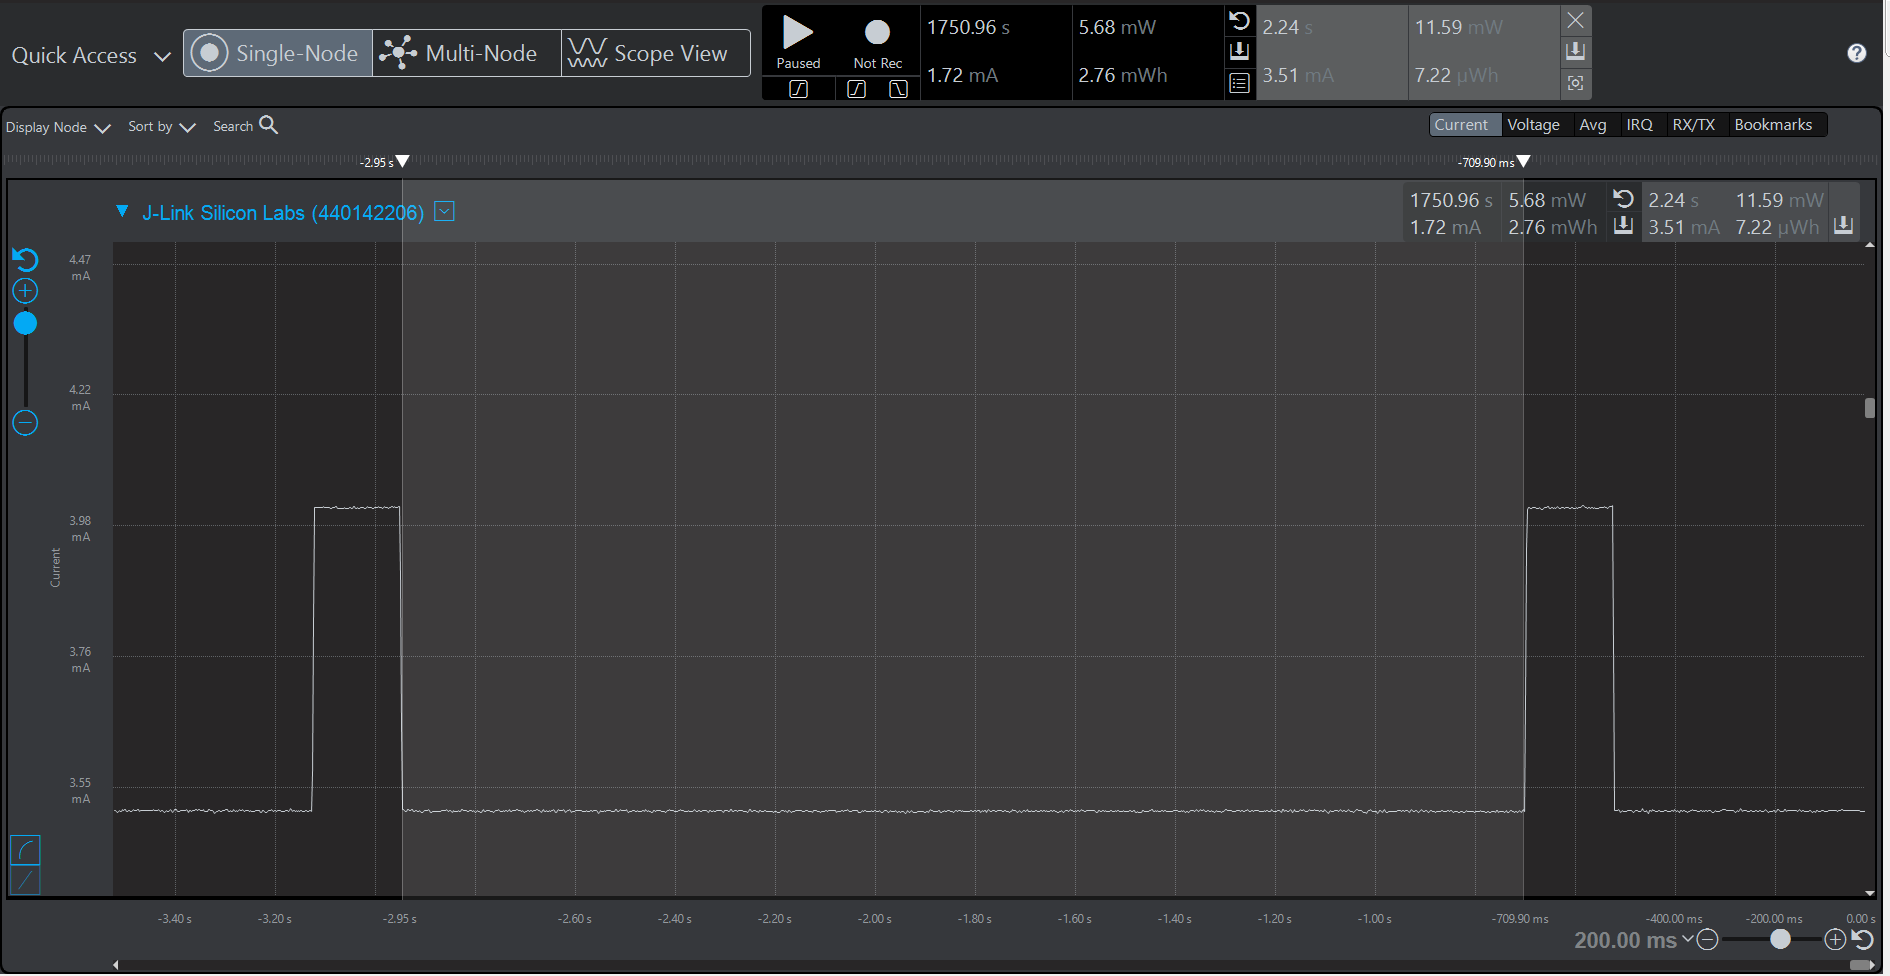 Quick Access
Single-Node
Multi-Node
Scope View
Paused
Not Rec
1750.96 s
5.68 mW
1.72 mA
2.76 mWh
2.24 s
11.59 mW
3.51 mA
7.22 µWh
?
Display Node
Sort by
Search
Current
Voltage
Avg
IRQ
RX/TX
Bookmarks
-2.95 s
-709.90 ms
J-Link Silicon Labs (440142206)
1750.96 s
5.68 mW
2.24 s
11.59 mW
1.72 mA
2.76 mWh
3.51 mA
7.22 µWh
4.47
mA
4.22
mA
3.98
mA
3.76
mA
3.55
mA
Current
-3.40 s
-3.20 s
-2.95 s
-2.60 s
-2.40 s
-2.20 s
-2.00 s
-1.80 s
-1.60 s
-1.40 s
-1.20 s
-1.00 s
-709.90 ms
-400.00 ms
-200.00 ms
0.00 s
200.00 ms